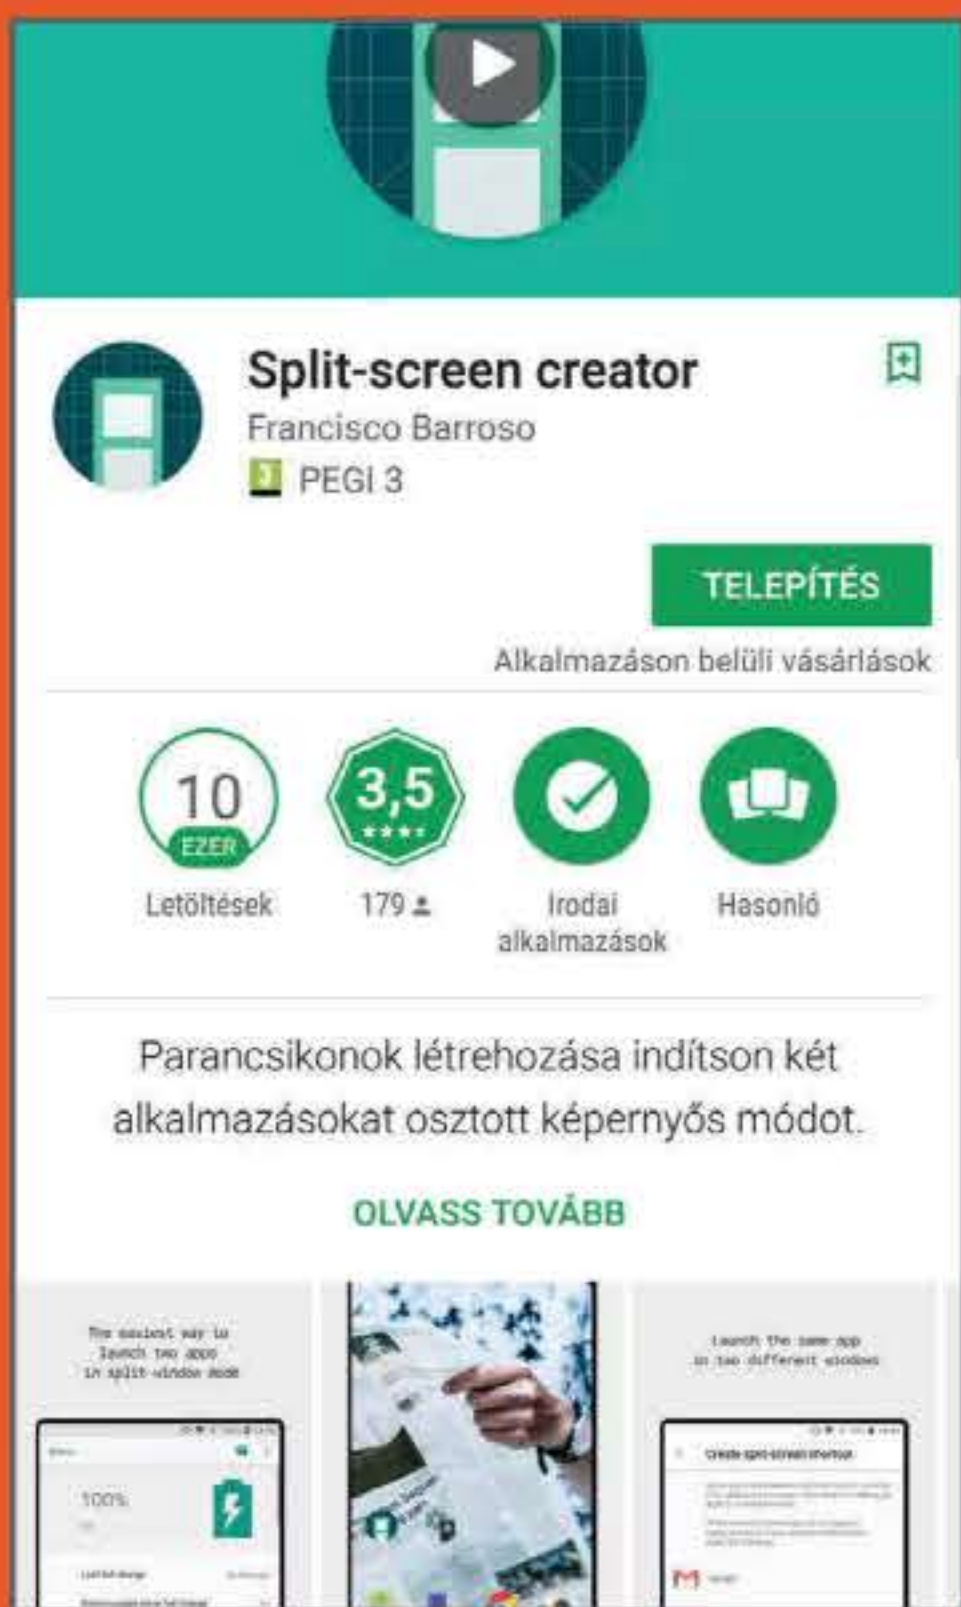 Split-screen creator
Francisco Barroso
3 PEGI 3
TELEPÍTÉS
Alkalmazáson belüli vásárlások
10
EZER
Letöltések
3,5
179
Irodai
alkalmazások
Hasonló
Parancsikonok létrehozása indítson két
alkalmazásokat osztott képernyős módot.
OLVASS TOVÁBB
The easiest way to
launch two apps
in split-window mode
100%
Launch the same app
in two different windows
Create split-screen shortcut